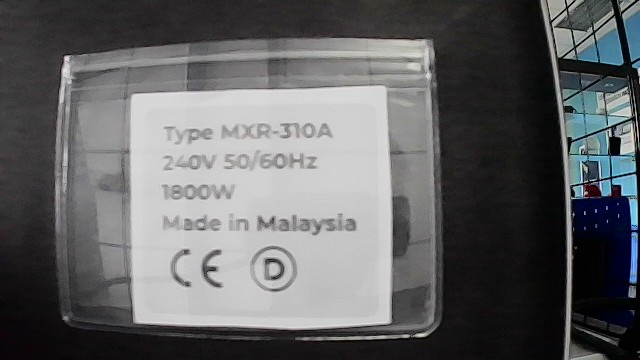 Type MXR-310A
240V 50/60Hz
1800W
Made in Malaysia
CE D